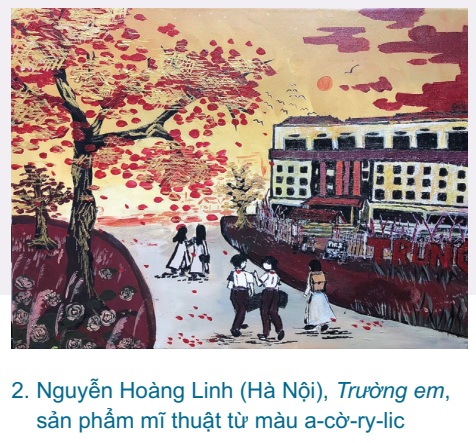 TRUNG
2. Nguyễn Hoàng Linh (Hà Nội), Trường em,
sản phẩm mĩ thuật từ màu a-cờ-ry-lic